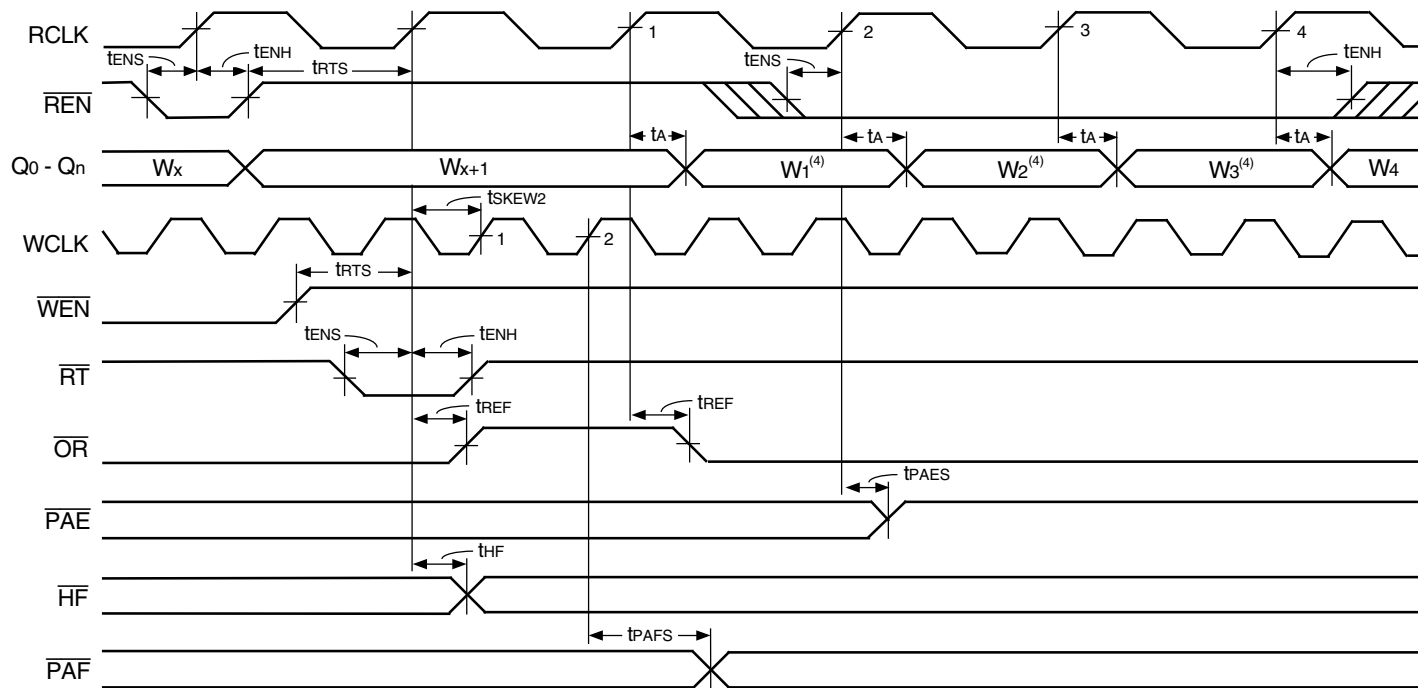 RCLK 1 2 3 4
tENS tENH tRTS tENS tENH
REN
tA tA tA tA
Q0 - Qn Wx Wx+1 W1(4) W2(4) W3(4) W4
tSKEW2
WCLK 1 2
tRTS
WEN
tENS tENH
RT
tREF tREF
OR
tPAES
PAE
tHF
HF
tPAFS
PAF